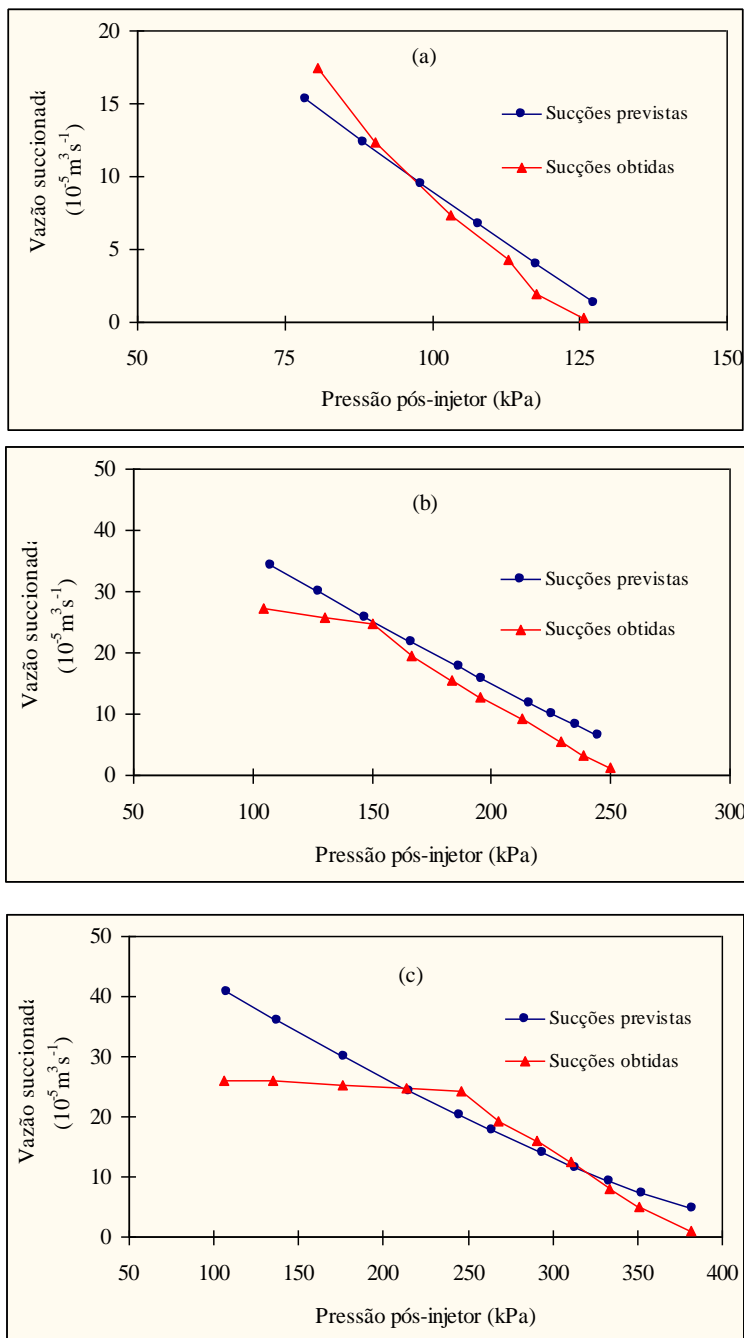 20
(a)
Vazão succionada
(10⁻⁵m³s⁻¹)
15
10
5
0
Sucções previstas
Sucções obtidas
50 75 100 125 150
Pressão pós-injetor (kPa)
50
(b)
Vazão succionada
(10⁻⁵m³s⁻¹)
40
30
20
10
0
Sucções previstas
Sucções obtidas
50 100 150 200 250 300
Pressão pós-injetor (kPa)
50
(c)
Vazão succionada
(10⁻⁵m³s⁻¹)
40
30
20
10
0
Sucções previstas
Sucções obtidas
50 100 150 200 250 300 350 400
Pressão pós-injetor (kPa)